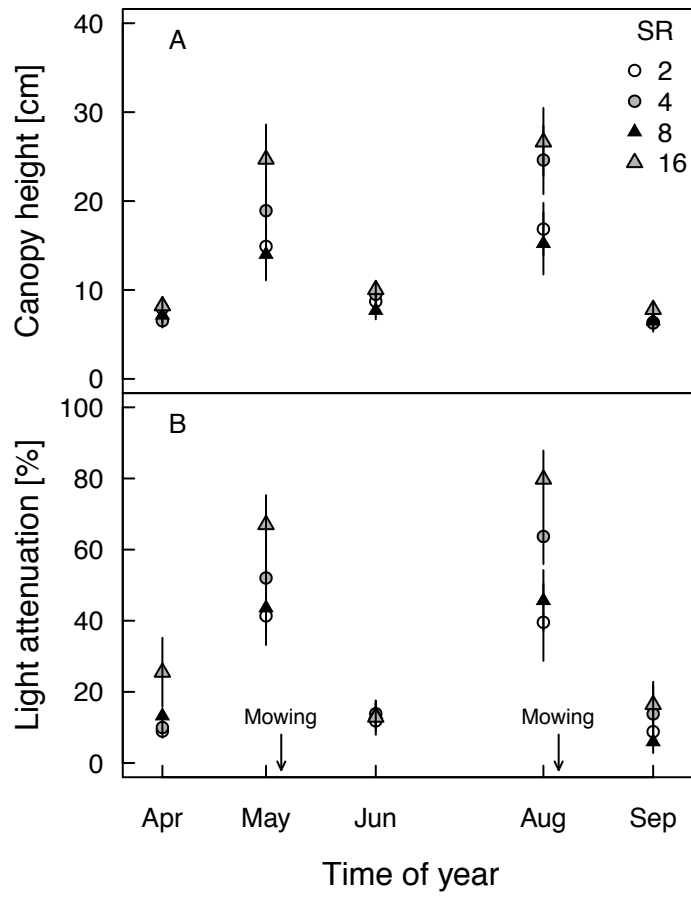 A
SR
2
4
8
16
40
30
20
10
0
Canopy height [cm]
B
100
80
60
40
20
0
Light attenuation [%]
Mowing
Mowing
Apr
May
Jun
Aug
Sep
Time of year